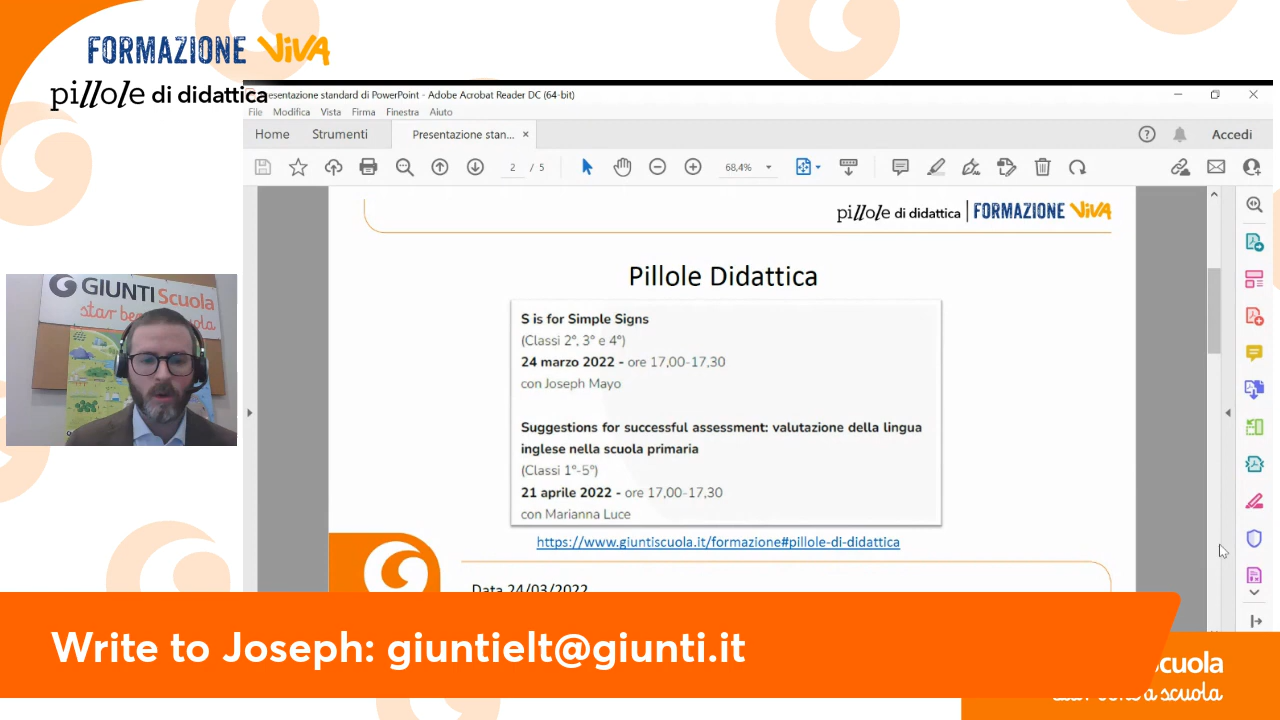 FORMAZIONE VIVA
pillole di didattica
esentazione standard di PowerPoint - Adobe Acrobat Reader DC (64-bit)
File Modifica Vista Firma Finestra Aiuto
Home Strumenti Presentazione stan... × Accedi
2 / 5 68,4%
pillole di didattica | FORMAZIONE VIVA
GIUNTI Scuola
Pillole Didattica
S is for Simple Signs
(Classi 2°, 3° e 4°)
24 marzo 2022 - ore 17,00-17,30
con Joseph Mayo
Suggestions for successful assessment: valutazione della lingua
inglese nella scuola primaria
(Classi 1°-5°)
21 aprile 2022 - ore 17,00-17,30
con Marianna Luce
https://www.giuntiscuola.it/formazione#pillole-di-didattica
Data 24/03/2022
Write to Joseph: giuntielt@giunti.it
cuola
a scuola